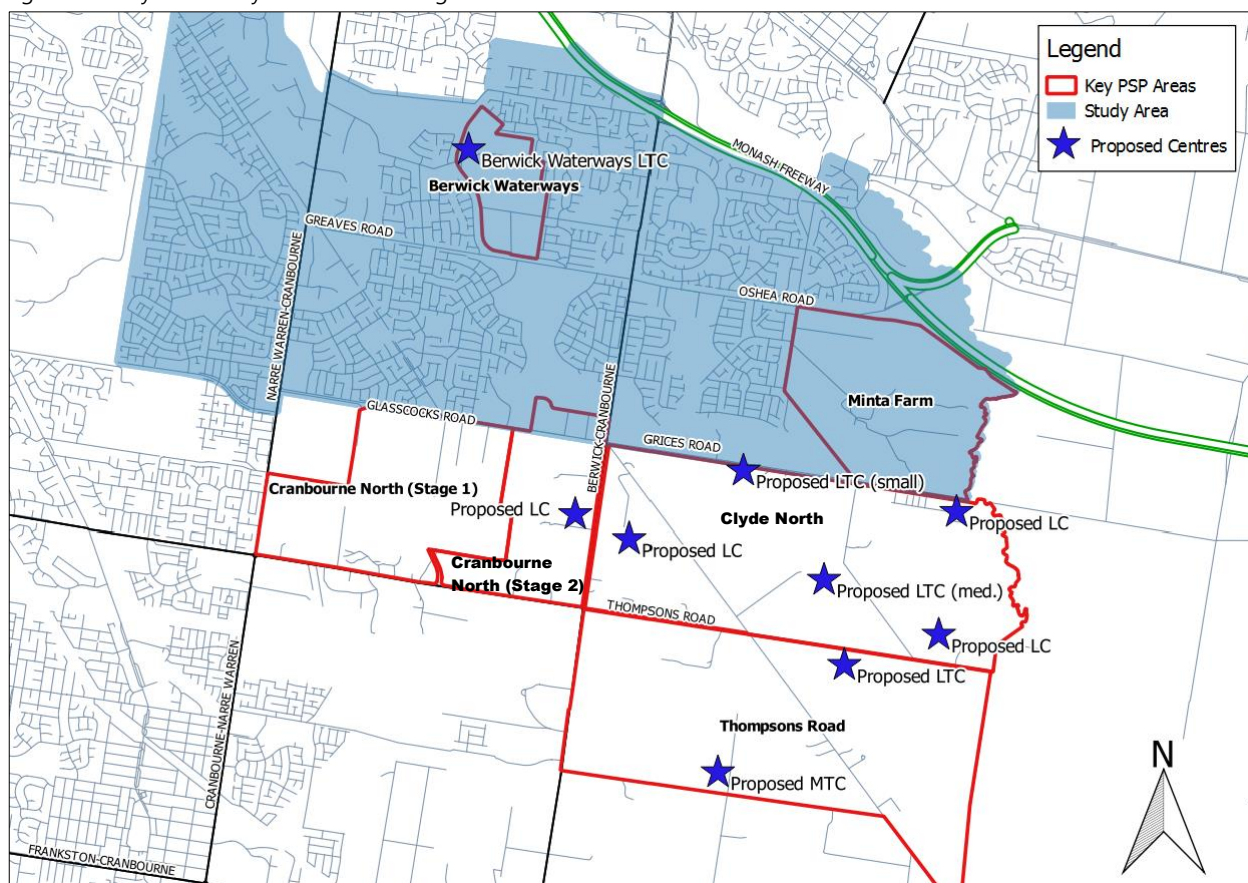 Legend
Key PSP Areas
Study Area
Proposed Centres
MONASH FREEWAY
Berwick Waterways LTC
Berwick Waterways
GREAVES ROAD
NARRE WARREN-CRANBOURNE
OSHEA ROAD
BERWICK-CRANBOURNE
Minta Farm
GLASSCOCKS ROAD
GRICES ROAD
Proposed LTC (small)
Cranbourne North (Stage 1)
Proposed LC
Clyde North
Proposed LC
Proposed LC
Cranbourne
North (Stage 2)
Proposed LTC (med.)
THOMPSONS ROAD
Proposed LC
Proposed LTC
CRANBOURNE-NARRE WARREN
Thompsons Road
N
Proposed MTC
FRANKSTON-CRANBOURNE